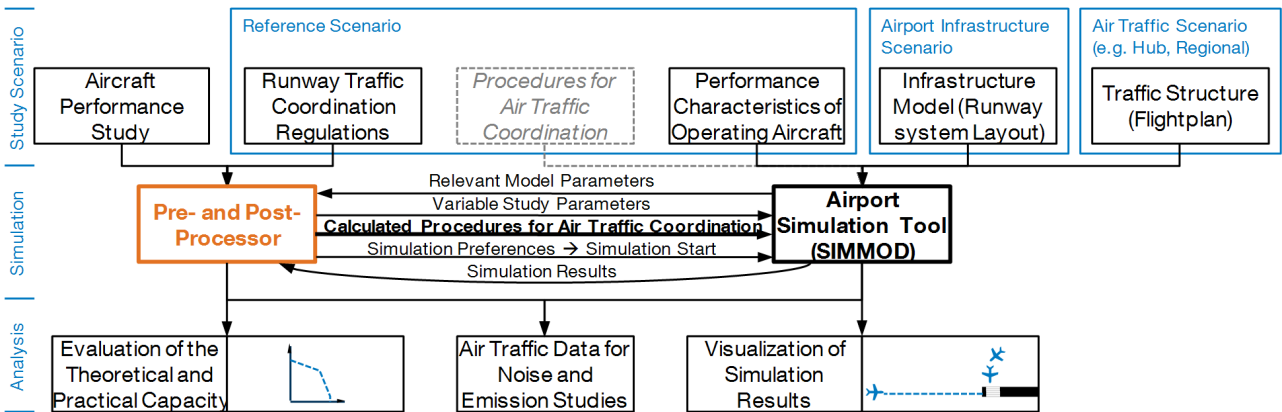 Study Scenario
Reference Scenario
Airport Infrastructure
Scenario
Air Traffic Scenario
(e.g. Hub, Regional)
Aircraft
Performance
Study
Runway Traffic
Coordination
Regulations
Procedures for
Air Traffic
Coordination
Performance
Characteristics of
Operating Aircraft
Infrastructure
Model (Runway
system Layout)
Traffic Structure
(Flightplan)
Simulation
Pre- and Post-
Processor
Relevant Model Parameters
Variable Study Parameters
Calculated Procedures for Air Traffic Coordination
Simulation Preferences → Simulation Start
Simulation Results
Airport
Simulation Tool
(SIMMOD)
Analysis
Evaluation of the
Theoretical and
Practical Capacity
Air Traffic Data for
Noise and
Emission Studies
Visualization of
Simulation
Results